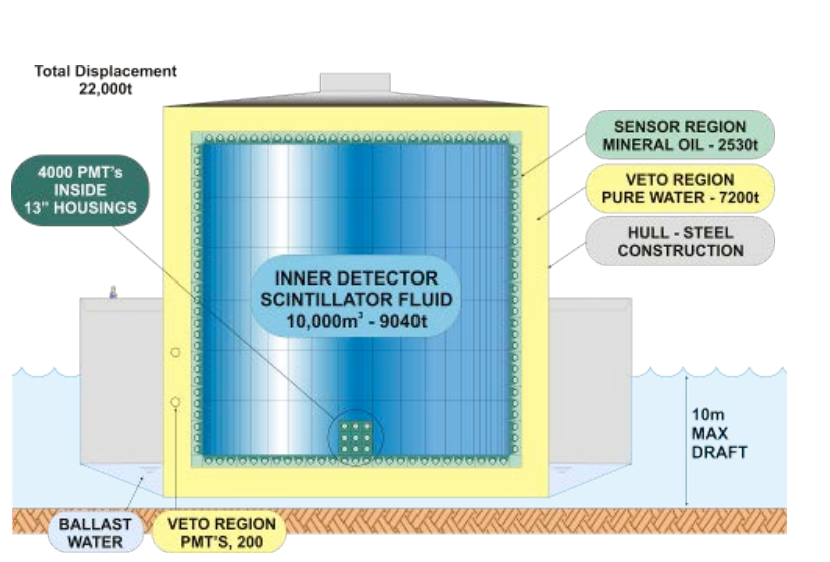 Total Displacement
22,000t
4000 PMT's
INSIDE
13" HOUSINGS
SENSOR REGION
MINERAL OIL - 2530t
VETO REGION
PURE WATER - 7200t
HULL - STEEL
CONSTRUCTION
INNER DETECTOR
SCINTILLATOR FLUID
10,000m³ - 9040t
10m
MAX
DRAFT
BALLAST
WATER
VETO REGION
PMT'S, 200